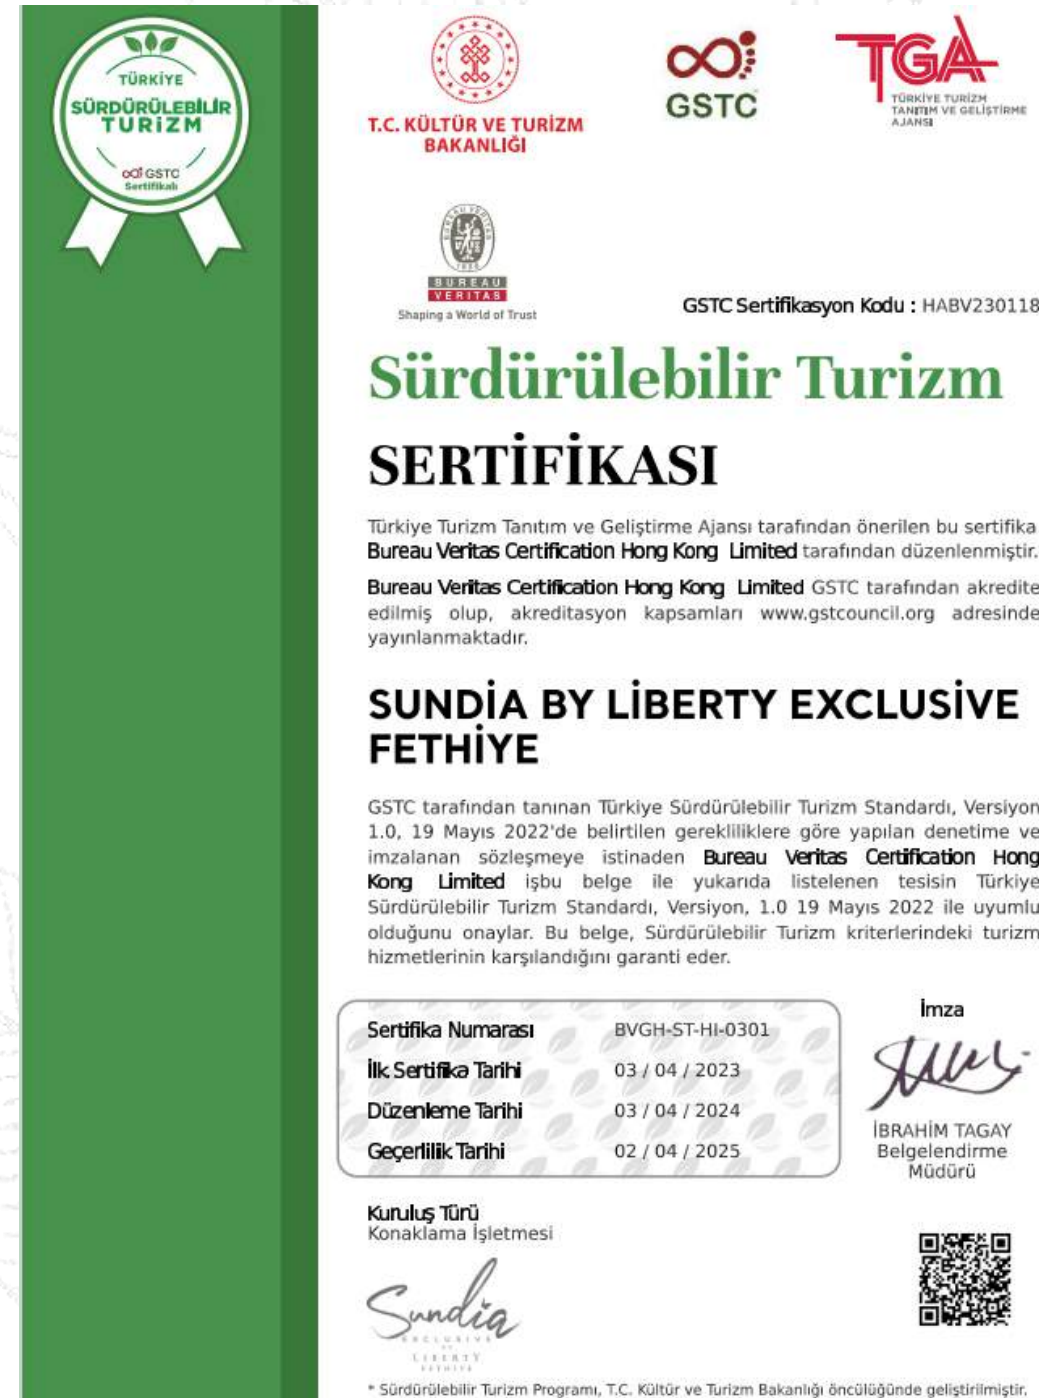 TÜRKİYE
SÜRDÜRÜLEBİLİR
TURİZM
GSTC
Sertifikalı
T.C. KÜLTÜR VE TURİZM
BAKANLIĞI
GSTC
TGA
TÜRKİYE TURİZM
TANITIM VE GELİŞTİRME
AJANSI
BUREAU VERITAS
1828
BUREAU
VERITAS
Shaping a World of Trust
GSTC Sertifikasyon Kodu : HABV230118
Sürdürülebilir Turizm
SERTİFİKASI
Türkiye Turizm Tanıtım ve Geliştirme Ajansı tarafından önerilen bu sertifika
Bureau Veritas Certification Hong Kong Limited tarafından düzenlenmiştir.
Bureau Veritas Certification Hong Kong Limited GSTC tarafından akredite
edilmiş olup, akreditasyon kapsamları www.gstcouncil.org adresinde
yayınlanmaktadır.
SUNDİA BY LİBERTY EXCLUSİVE
FETHİYE
GSTC tarafından tanınan Türkiye Sürdürülebilir Turizm Standardı, Versiyon
1.0, 19 Mayıs 2022'de belirtilen gerekliliklere göre yapılan denetime ve
imzalanan sözleşmeye istinaden Bureau Veritas Certification Hong
Kong Limited işbu belge ile yukarıda listelenen tesisin Türkiye
Sürdürülebilir Turizm Standardı, Versiyon, 1.0 19 Mayıs 2022 ile uyumlu
olduğunu onaylar. Bu belge, Sürdürülebilir Turizm kriterlerindeki turizm
hizmetlerinin karşılandığını garanti eder.
Sertifika Numarası BVGH-ST-HI-0301
İlk Sertifika Tarihi 03 / 04 / 2023
Düzenleme Tarihi 03 / 04 / 2024
Geçerlilik Tarihi 02 / 04 / 2025
İmza
İBRAHİM TAGAY
Belgelendirme
Müdürü
Kuruluş Türü
Konaklama İşletmesi
Sundia
EXCLUSIVE
BY
LIBERTY
FETHIYE
* Sürdürülebilir Turizm Programı, T.C. Kültür ve Turizm Bakanlığı öncülüğünde geliştirilmiştir.